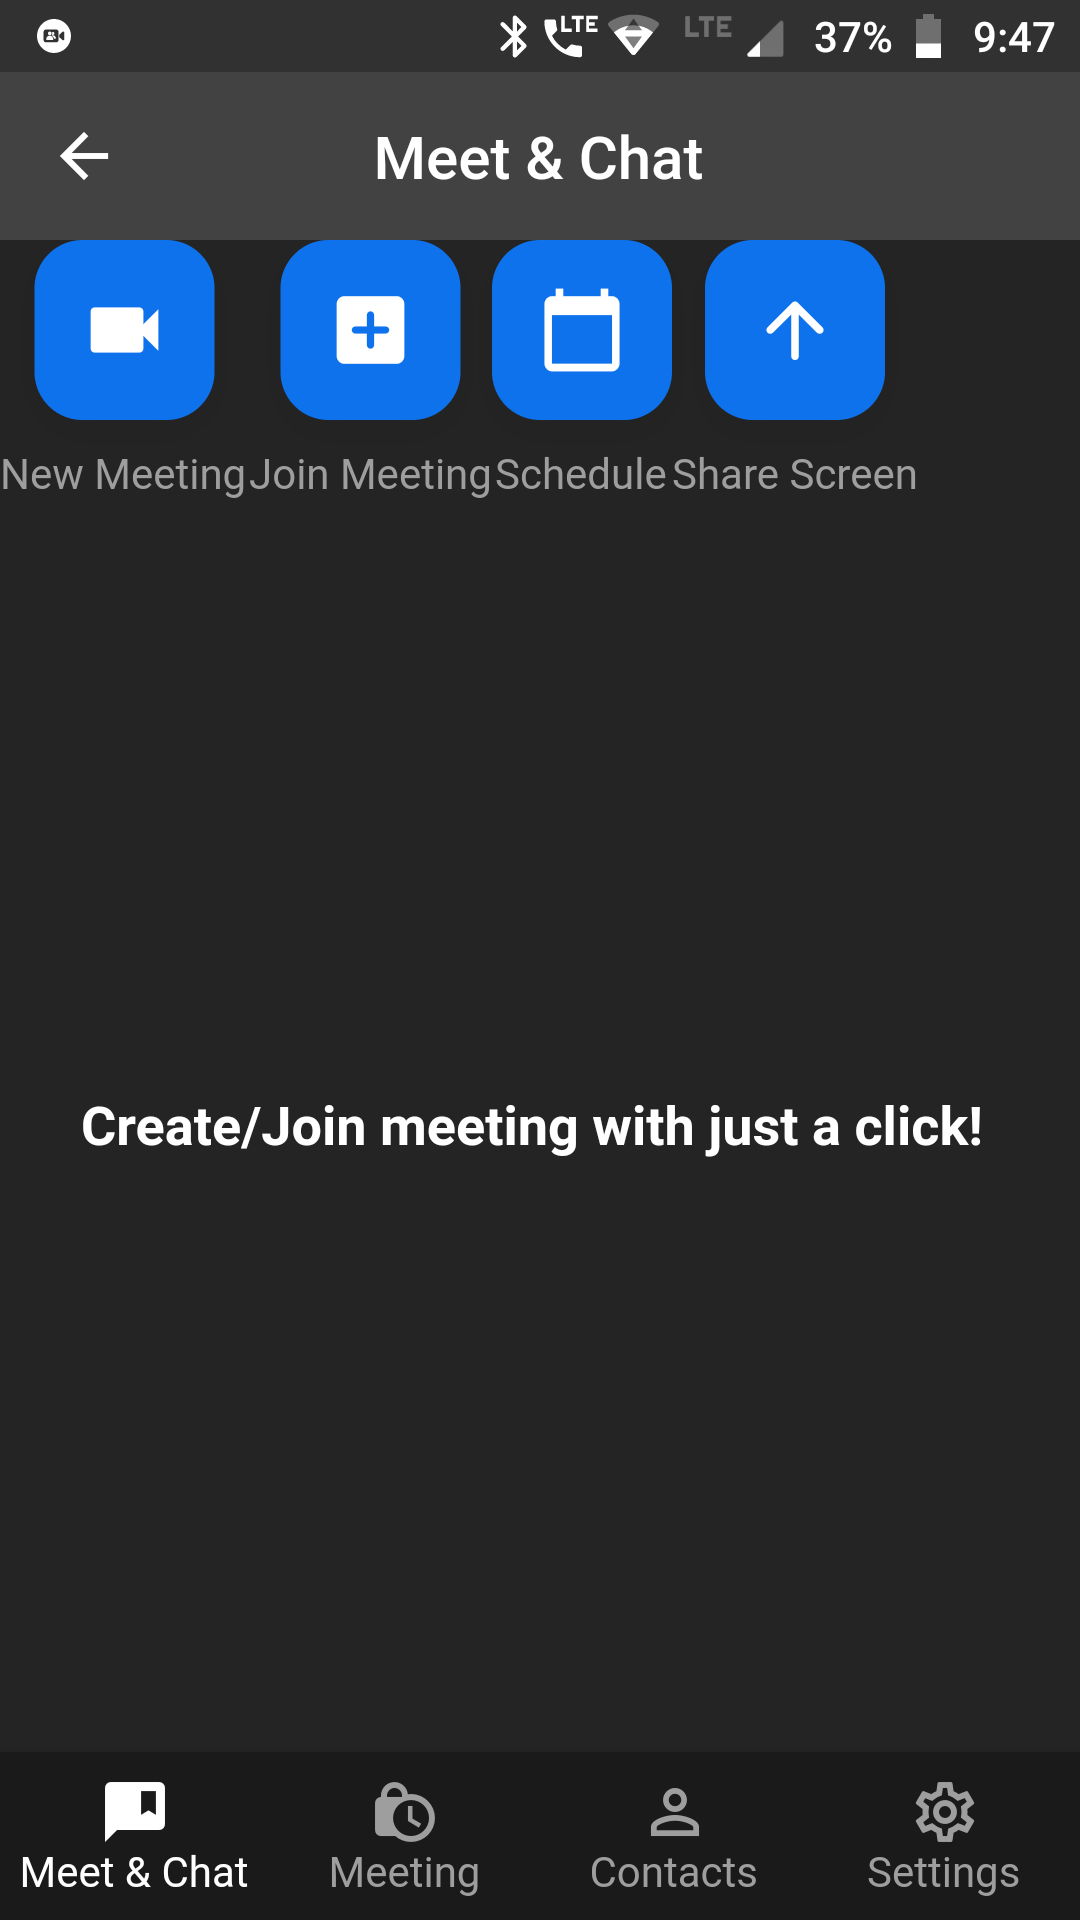 LTE LTE 37% 9:47
Meet & Chat
New Meeting Join Meeting Schedule Share Screen
Create/Join meeting with just a click!
Meet & Chat Meeting Contacts Settings